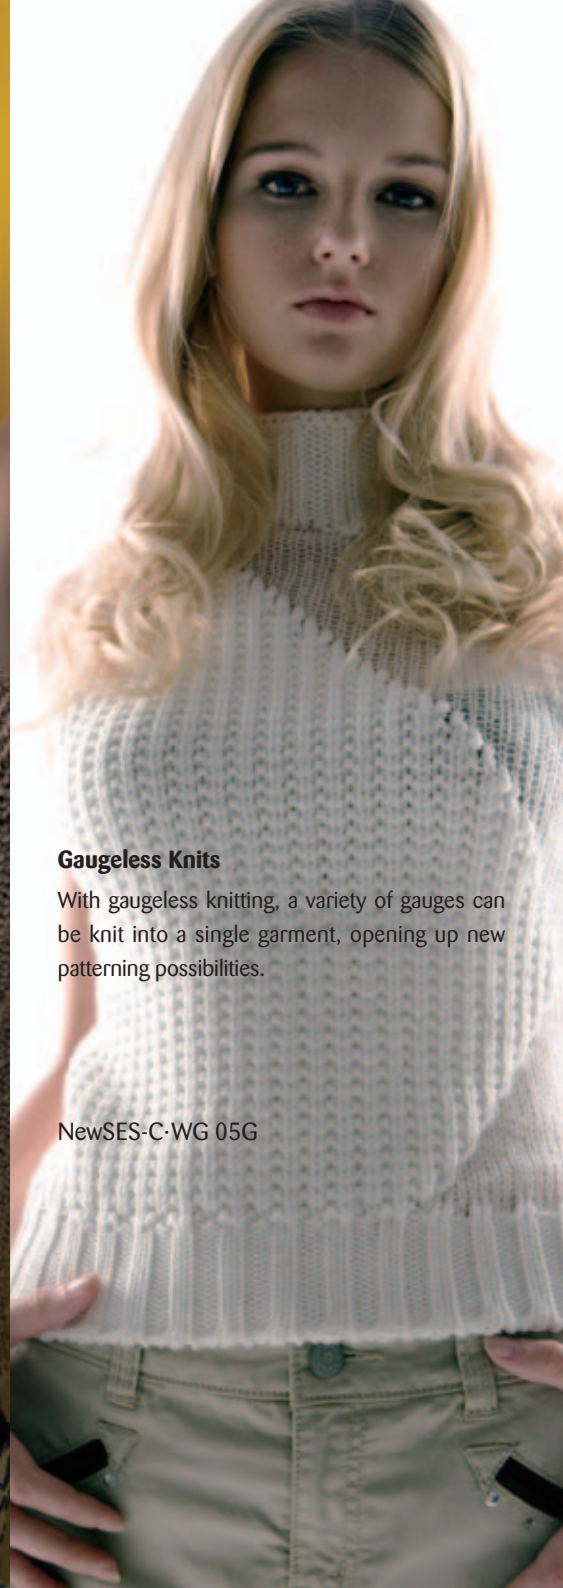 Gaugeless Knits
With gaugeless knitting, a variety of gauges can
be knit into a single garment, opening up new
patterning possibilities.
NewSES-C·WG 05G